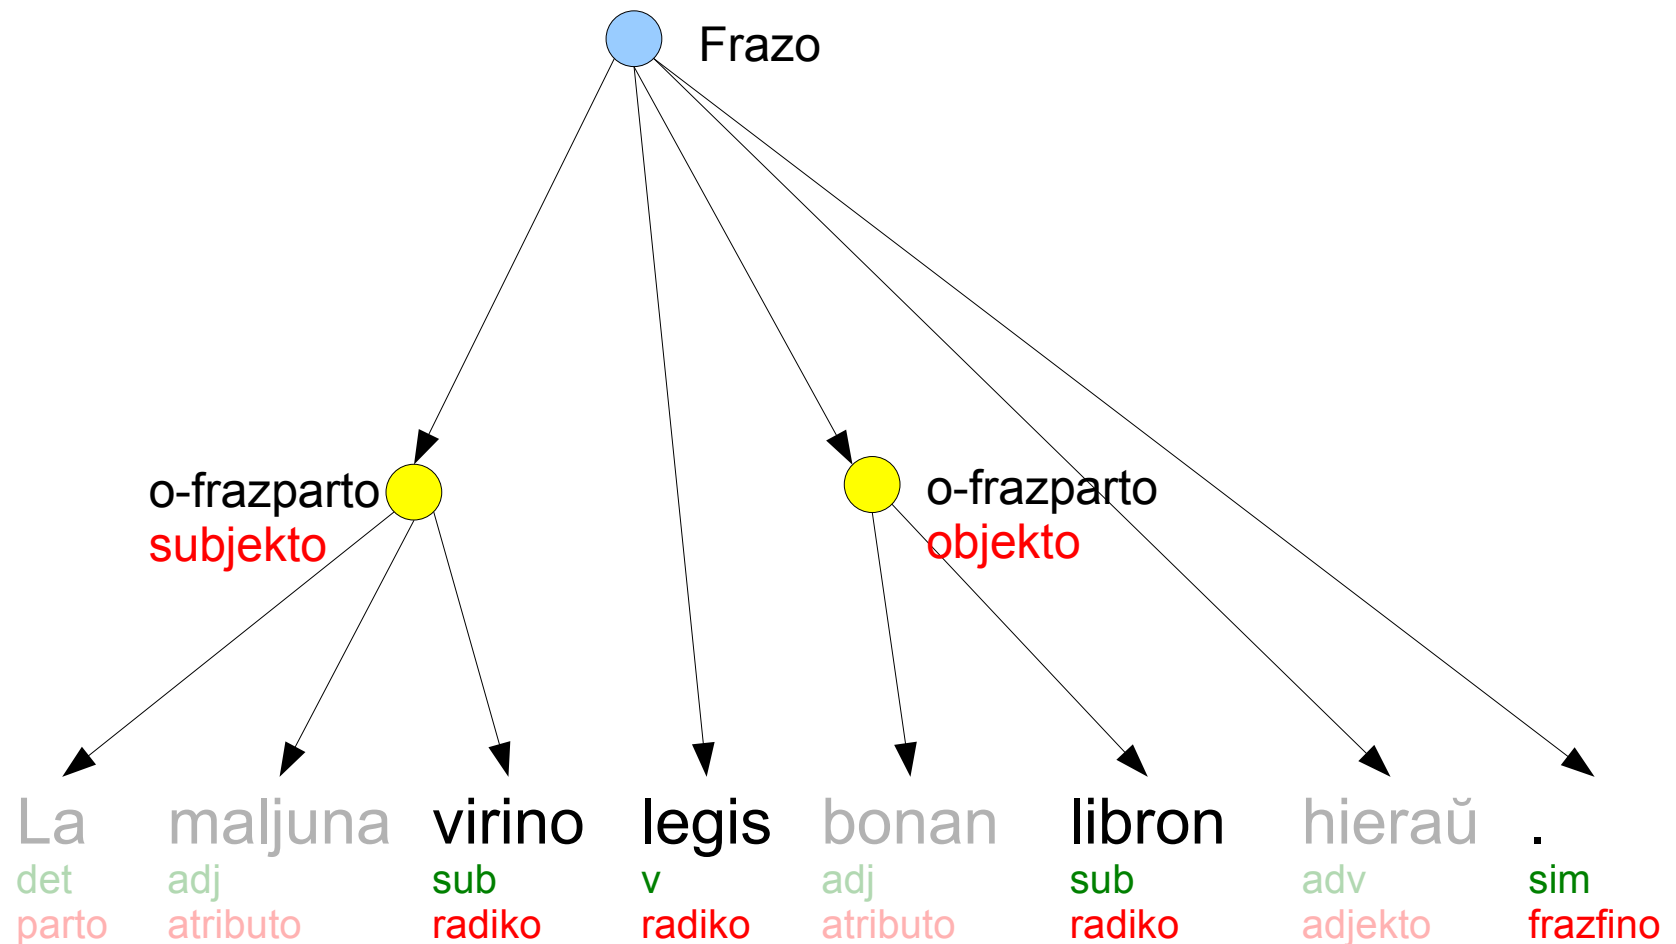 Frazo
o-frazparto
subjekto
o-frazparto
objekto
La maljuna virino legis bonan libron hieraŭ .
det adj sub v adj sub adv sim
parto atributo radiko radiko atributo radiko adjekto frazfino